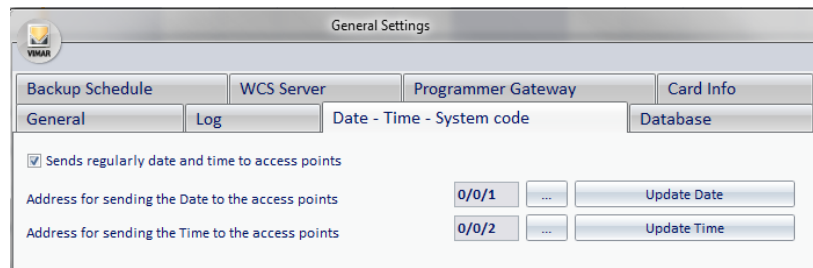 General Settings
VIMAR
Backup Schedule WCS Server Programmer Gateway Card Info
General Log Date - Time - System code Database
Sends regularly date and time to access points
Address for sending the Date to the access points 0/0/1 ... Update Date
Address for sending the Time to the access points 0/0/2 ... Update Time